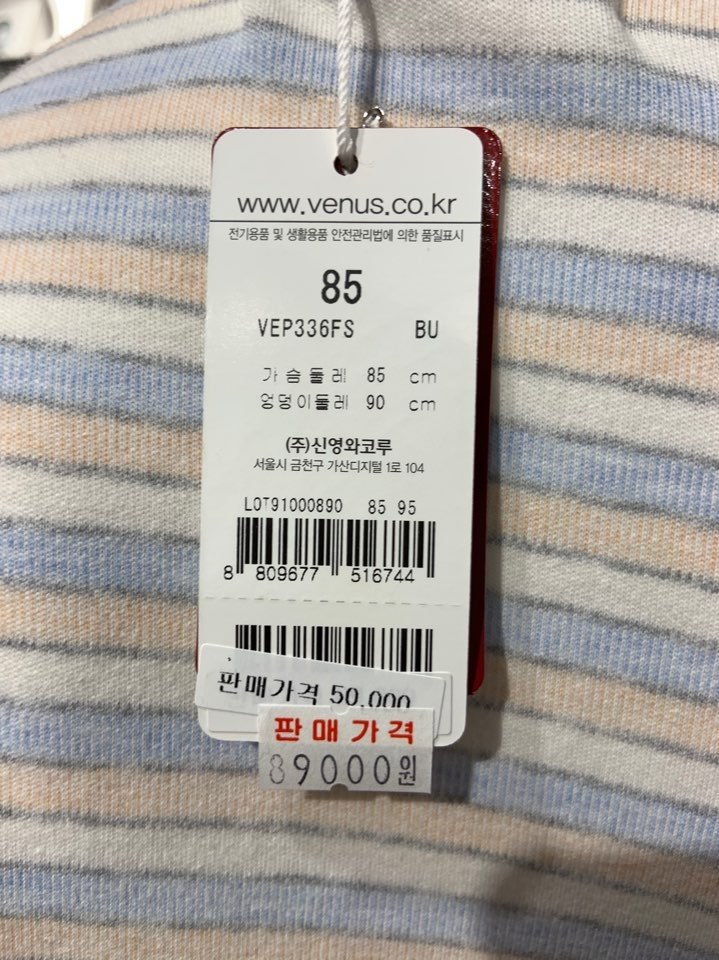 www.venus.co.kr
전기용품 및 생활용품 안전관리법에 의한 품질표시
85
VEP336FS BU
가슴둘레 85 cm
엉덩이둘레 90 cm
(주)신영와코루
서울시 금천구 가산디지털 1로 104
LOT91000890 85 95
8 809677 516744
판매가격 50,000
판매가격
89000원